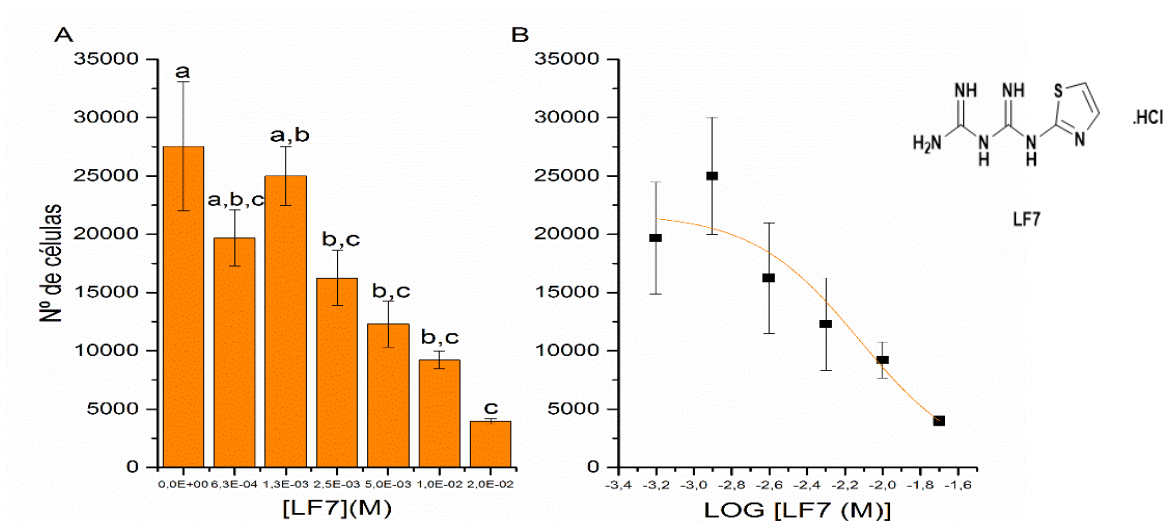 A
35000
30000
25000
20000
15000
10000
5000
0
Nº de células
a
a,b,c
a,b
b,c
b,c
b,c
c
0,0E+00 6,3E-04 1,3E-03 2,5E-03 5,0E-03 1,0E-02 2,0E-02
[LF7](M)
B
35000
30000
25000
20000
15000
10000
5000
0
-3,4 -3,2 -3,0 -2,8 -2,6 -2,4 -2,2 -2,0 -1,8 -1,6
LOG [LF7 (M)]
NH NH S
H₂N N H N H N
.HCl
LF7